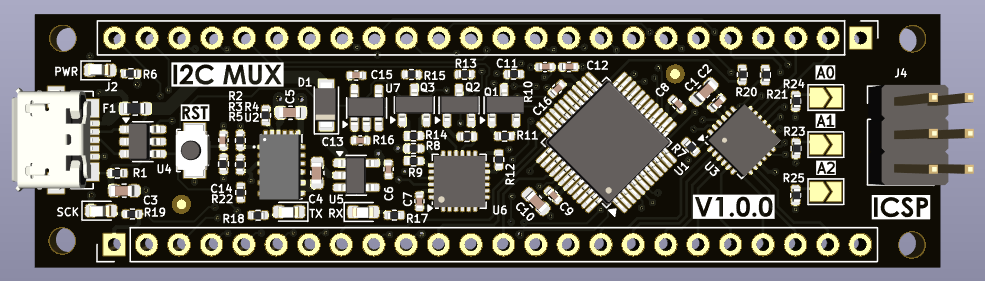 PWR
J2
R6
I2C MUX
D1
C15
U7
R15
R13
C11
C12
C2
C1
R20
R21
R24
A0
J4
F1
RST
R2
R4
R3
U2
R5
C5
Q3
Q2
Q1
R10
C16
C8
A1
R23
U4
C13
R16
R14
R8
R11
R7
U1
U3
R1
R9
R12
A2
R25
C3
C14
R22
U5
C6
C7
SCK
R19
R18
C4
TX
RX
R17
U6
C10
C9
V1.0.0
ICSP